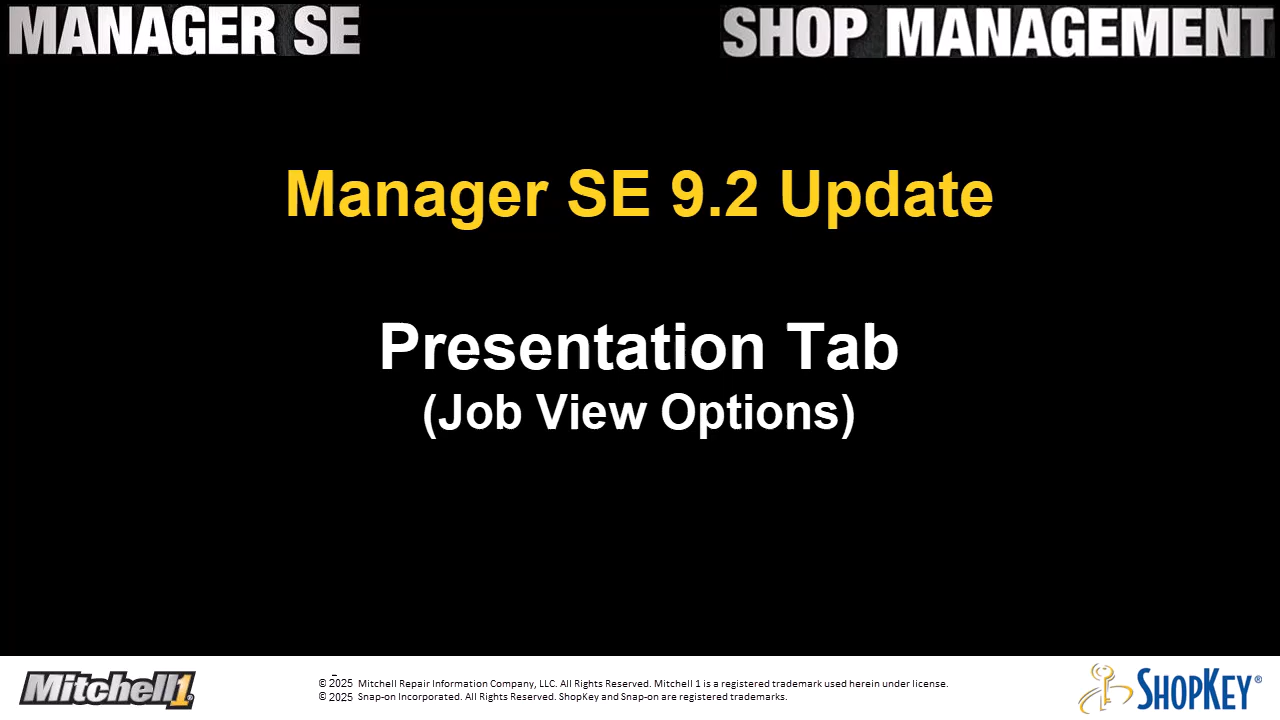 MANAGER SE
SHOP MANAGEMENT
Manager SE 9.2 Update
Presentation Tab
(Job View Options)
Mitchell1®
© 2025 Mitchell Repair Information Company, LLC. All Rights Reserved. Mitchell 1 is a registered trademark used herein under license.
© 2025 Snap-on Incorporated. All Rights Reserved. ShopKey and Snap-on are registered trademarks.
SHOPKEY®